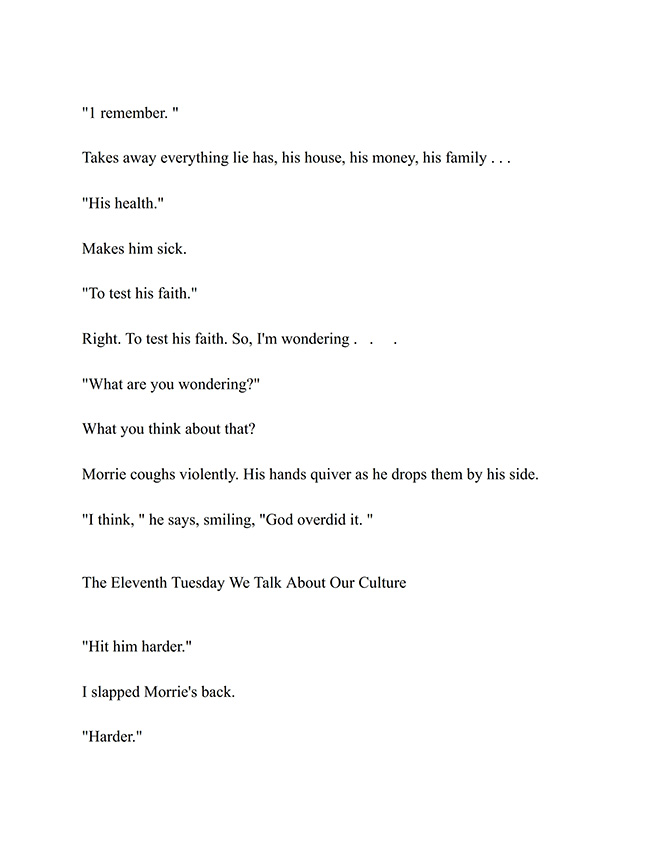 "1 remember. "
Takes away everything lie has, his house, his money, his family . . .
"His health."
Makes him sick.
"To test his faith."
Right. To test his faith. So, I'm wondering . . .
"What are you wondering?"
What you think about that?
Morrie coughs violently. His hands quiver as he drops them by his side.
"I think, " he says, smiling, "God overdid it. "
The Eleventh Tuesday We Talk About Our Culture
"Hit him harder."
I slapped Morrie's back.
"Harder."